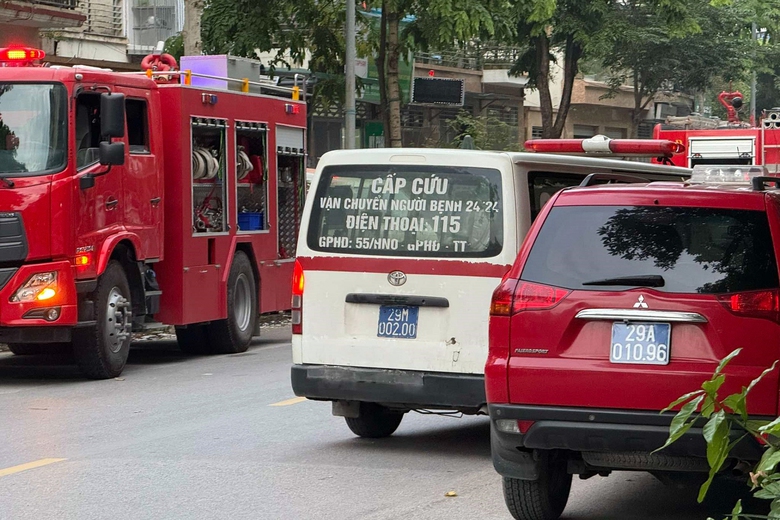 CẤP CỨU
VẬN CHUYỂN NGƯỜI BỆNH 24/24
ĐIỆN THOẠI: 115
GPHD: 55/HNO - GPHĐ - TT
29M
002.00
29A
010.96